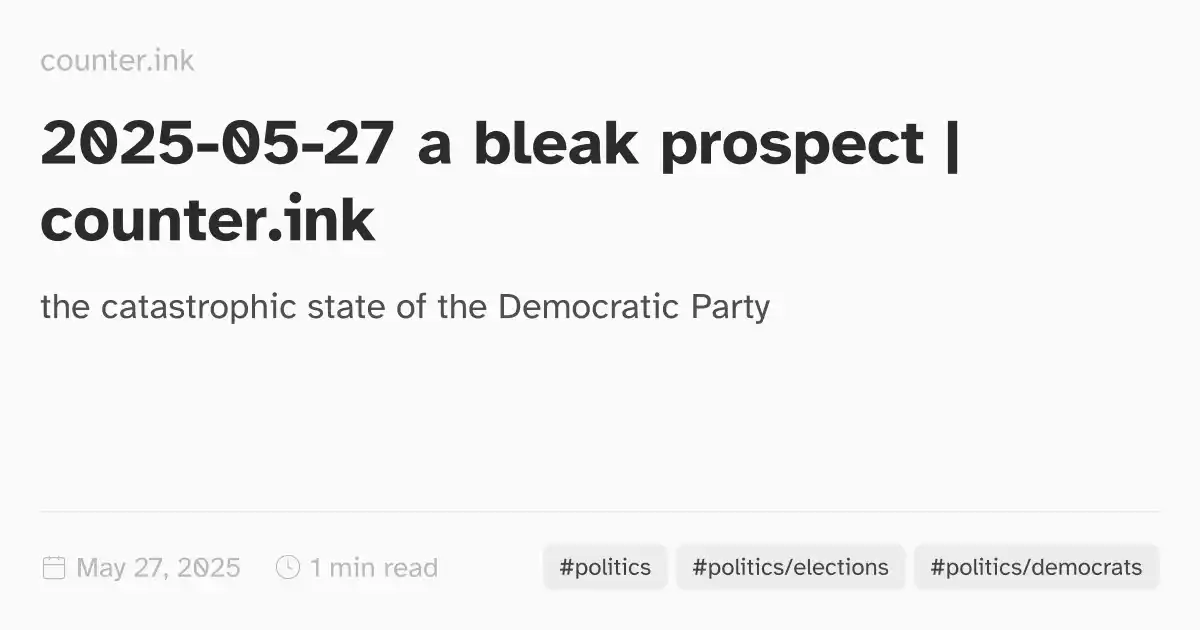 counter.ink
2025-05-27 a bleak prospect |
counter.ink
the catastrophic state of the Democratic Party
May 27, 2025 1 min read #politics #politics/elections #politics/democrats